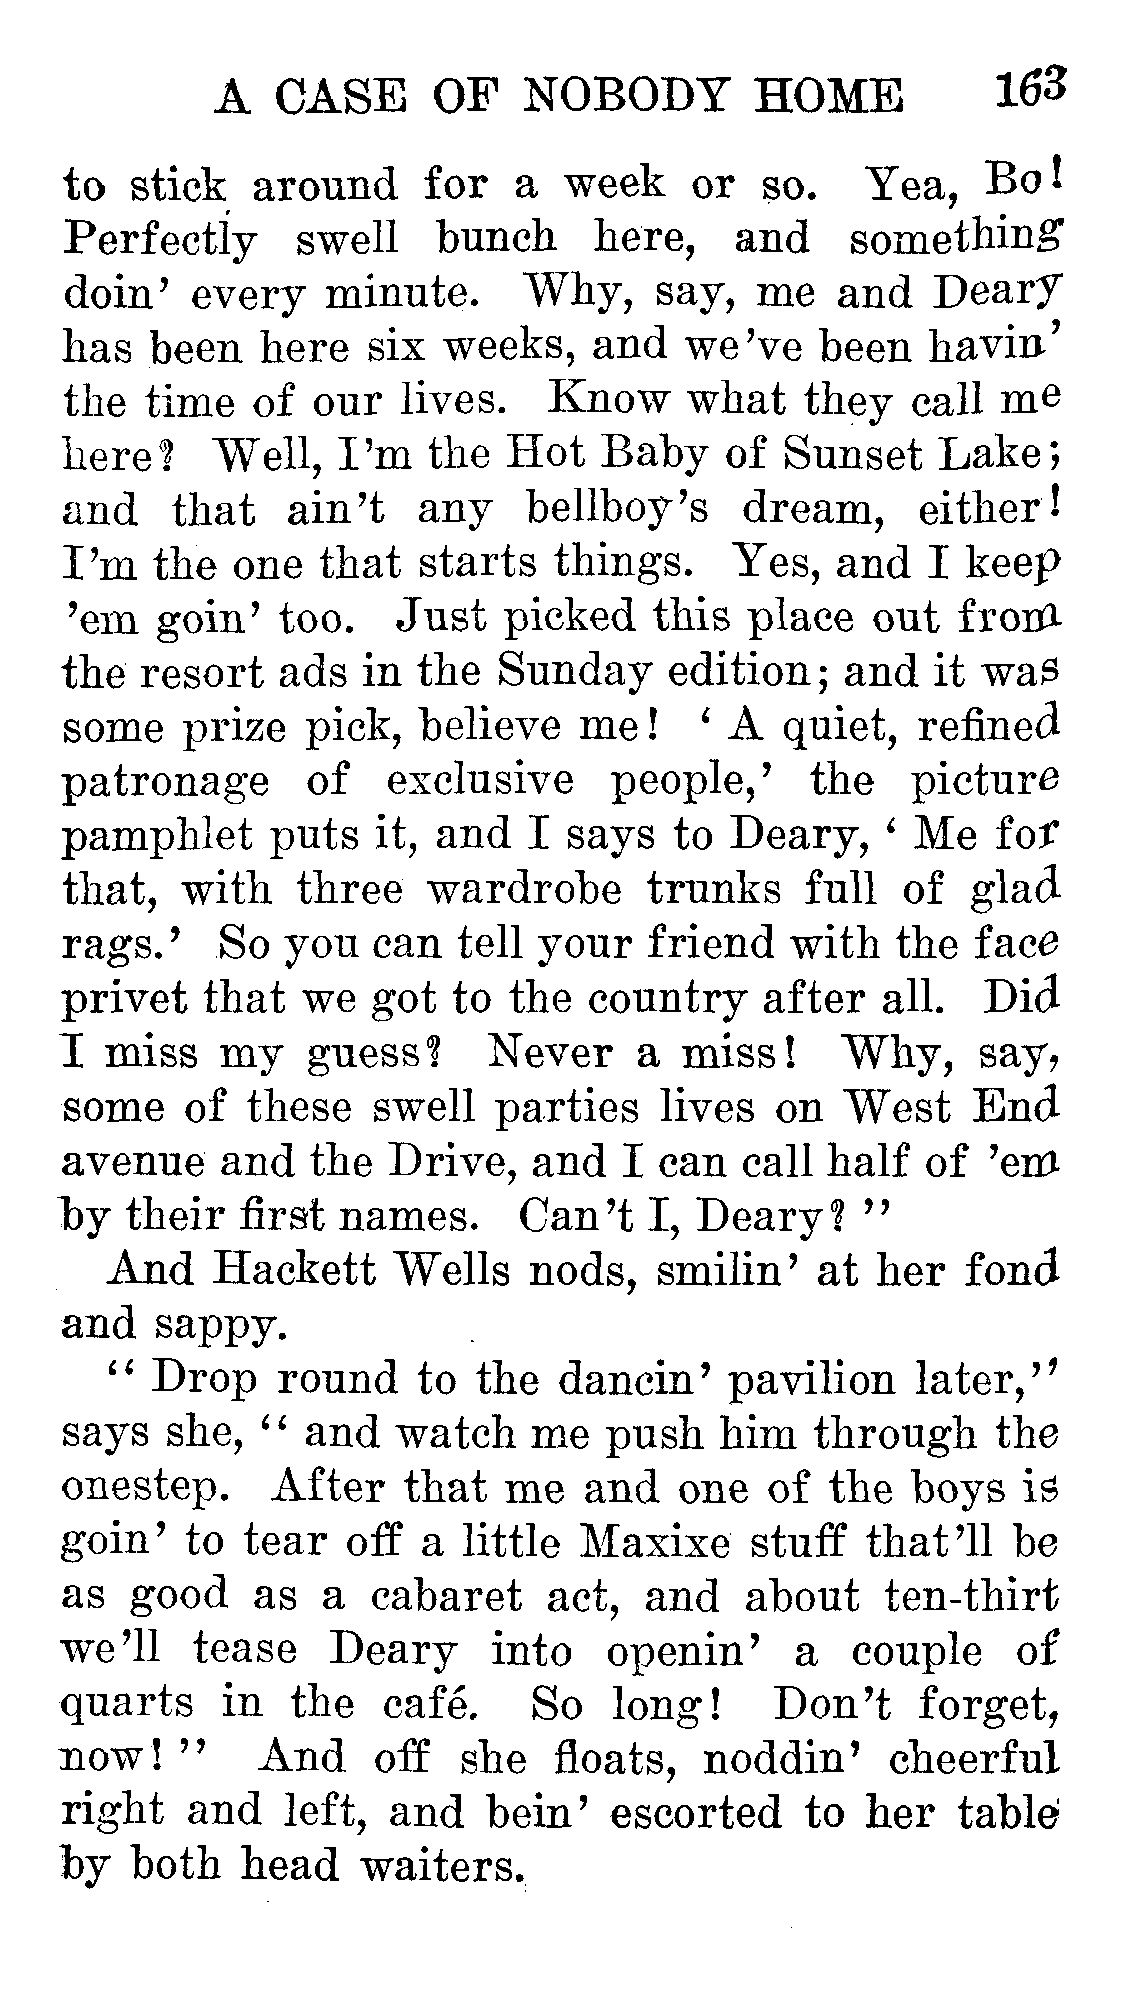 A CASE OF NOBODY HOME 163
to stick around for a week or so. Yea, Bo!
Perfectly swell bunch here, and something
doin' every minute. Why, say, me and Deary
has been here six weeks, and we've been havin'
the time of our lives. Know what they call me
here? Well, I'm the Hot Baby of Sunset Lake;
and that ain't any bellboy's dream, either!
I'm the one that starts things. Yes, and I keep
'em goin' too. Just picked this place out from
the resort ads in the Sunday edition; and it was
some prize pick, believe me! ' A quiet, refined
patronage of exclusive people,' the picture
pamphlet puts it, and I says to Deary, ' Me for
that, with three wardrobe trunks full of glad
rags.' So you can tell your friend with the face
privet that we got to the country after all. Did
I miss my guess? Never a miss! Why, say,
some of these swell parties lives on West End
avenue and the Drive, and I can call half of 'em
by their first names. Can't I, Deary? ''
And Hackett Wells nods, smilin' at her fond
and sappy.
'' Drop round to the dancin' pavilion later,''
says she, '' and watch me push him through the
onestep. After that me and one of the boys is
goin' to tear off a little Maxixe stuff that'll be
as good as a cabaret act, and about ten-thirt
we'll tease Deary into openin' a couple of
quarts in the café. So long! Don't forget,
now! '' And off she floats, noddin' cheerful
right and left, and bein' escorted to her table
by both head waiters.